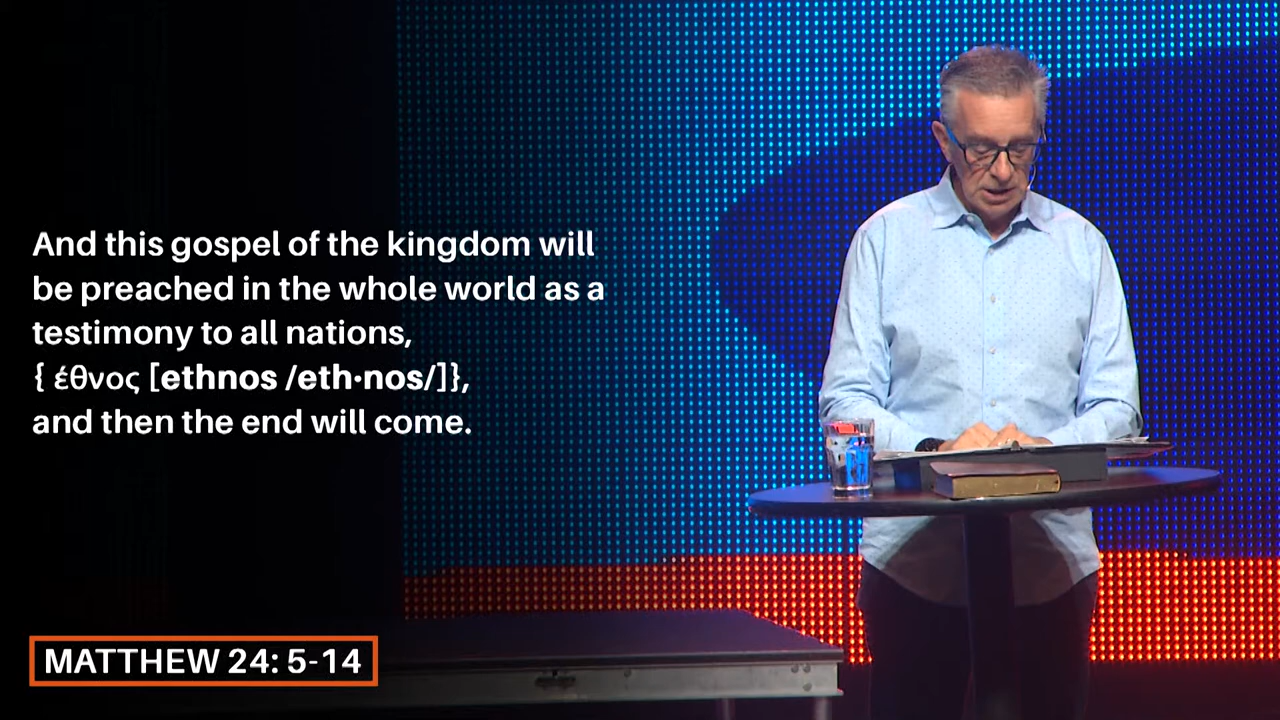 And this gospel of the kingdom will
be preached in the whole world as a
testimony to all nations,
{ έθνος [ethnos /eth•nos/]},
and then the end will come.
MATTHEW 24: 5-14